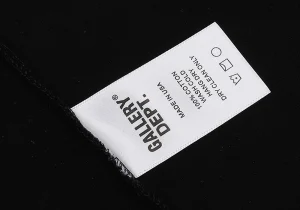 GALLERY®
DEPT.
MADE IN USA
100% COTTON
WASH COLD
HANG DRY
DRY CLEAN ONLY